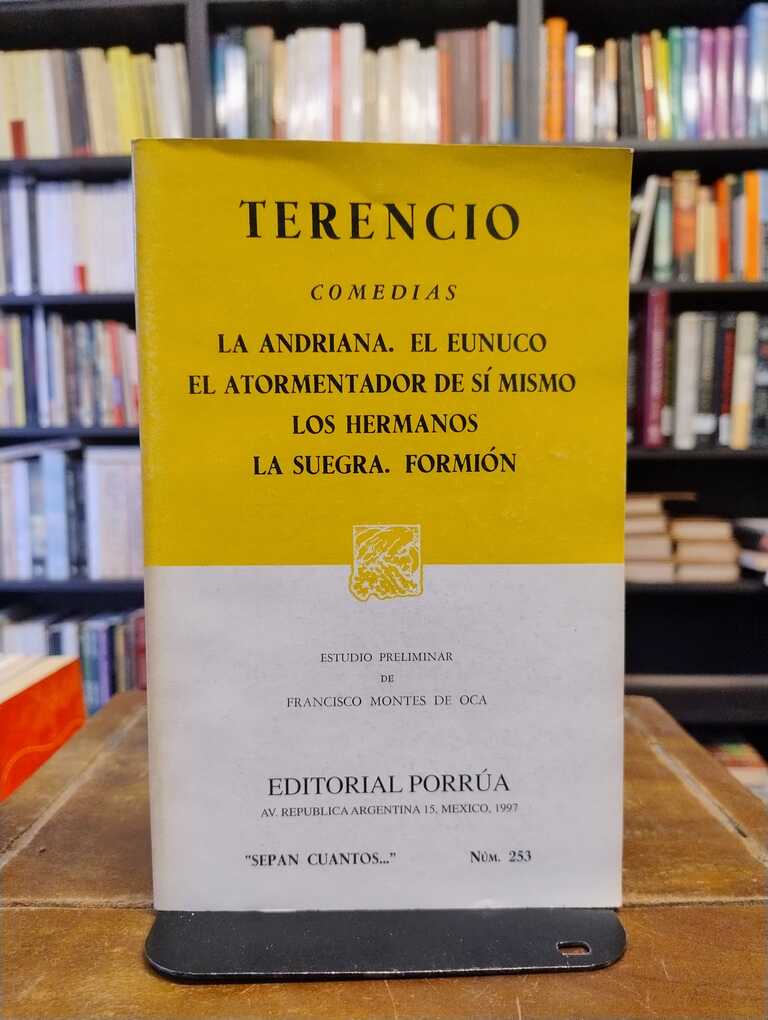 TERENCIO
COMEDIAS
LA ANDRIANA. EL EUNUCO
EL ATORMENTADOR DE SÍ MISMO
LOS HERMANOS
LA SUEGRA. FORMIÓN
ESTUDIO PRELIMINAR
DE
FRANCISCO MONTES DE OCA
EDITORIAL PORRÚA
AV. REPUBLICA ARGENTINA 15, MEXICO, 1997
"SEPAN CUANTOS..." NÚM. 253